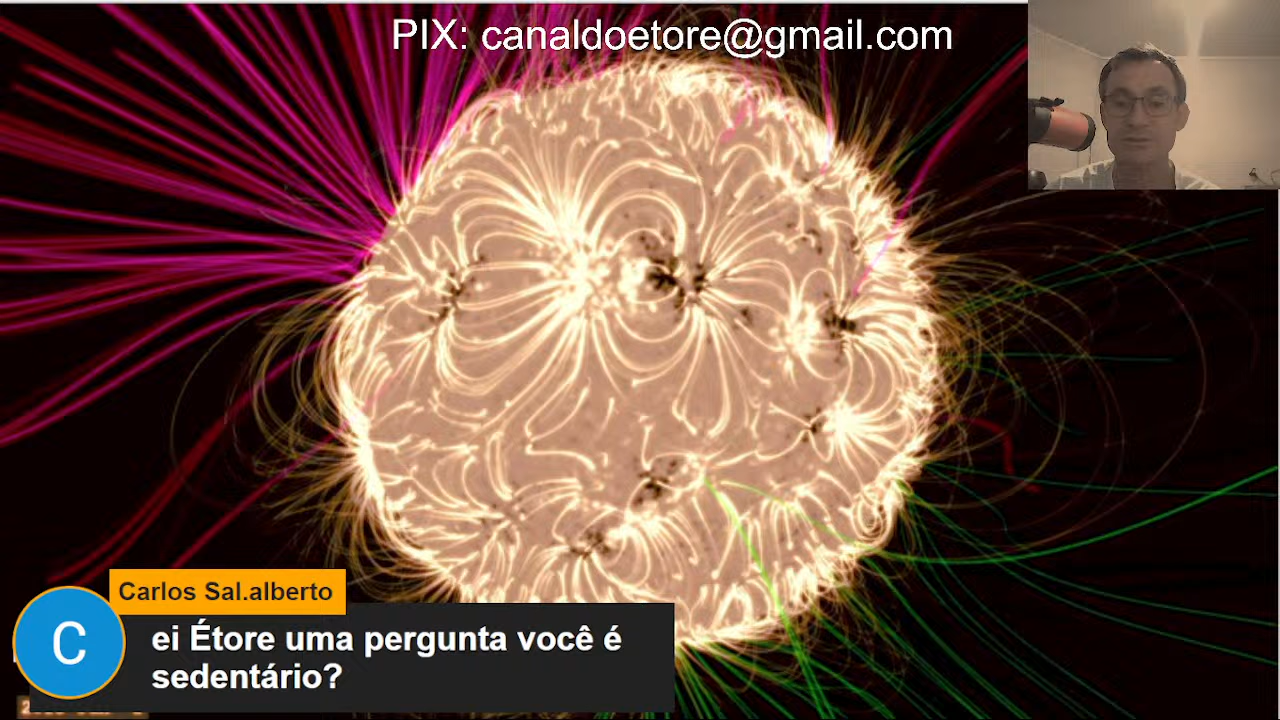 PIX: canaldoetore@gmail.com
Carlos Sal.alberto
C
ei Étore uma pergunta você é
sedentário?